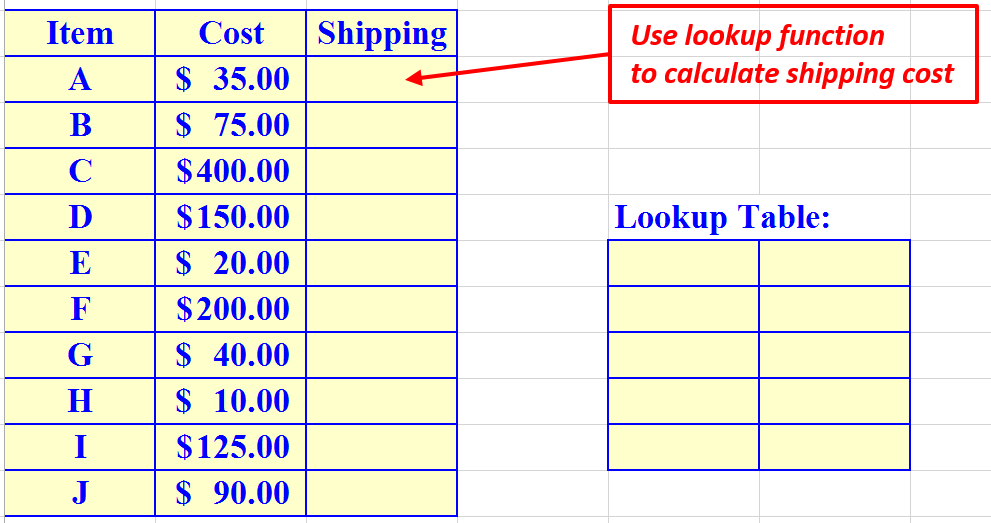 Item Cost Shipping
A $ 35.00
B $ 75.00
C $400.00
D $150.00
E $ 20.00
F $200.00
G $ 40.00
H $ 10.00
I $125.00
J $ 90.00
Use lookup function
to calculate shipping cost
Lookup Table: